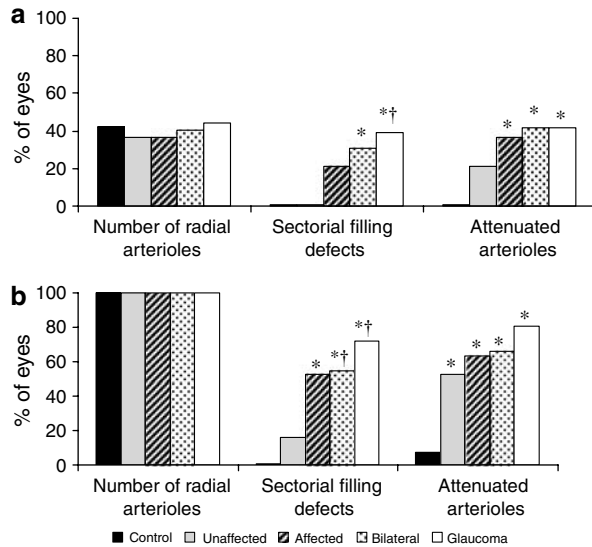 a
100
80
60
40
20
0
% of eyes
*
*†
*
*
*
Number of radial arterioles
Sectorial filling defects
Attenuated arterioles
b
100
80
60
40
20
0
% of eyes
*
*†
*†
*
*
*
*
Number of radial arterioles
Sectorial filling defects
Attenuated arterioles
Control Unaffected Affected Bilateral Glaucoma